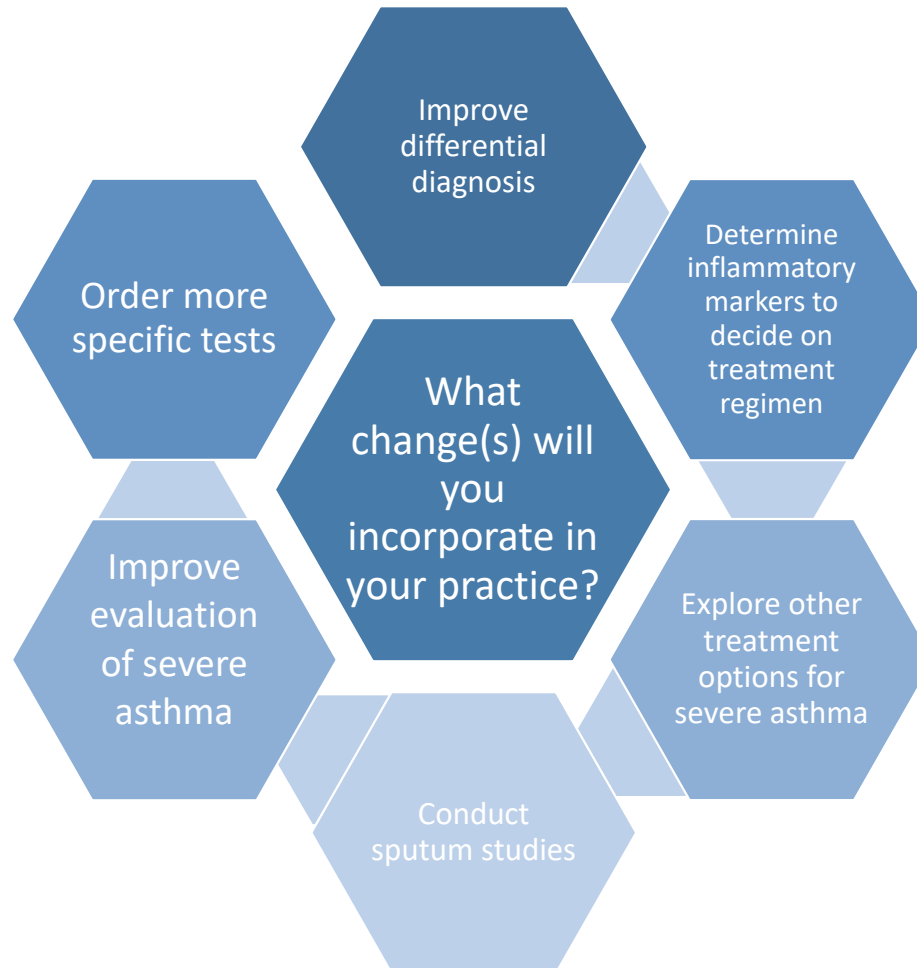 Improve
differential
diagnosis
Determine
inflammatory
markers to
decide on
treatment
regimen
Explore other
treatment
options for
severe asthma
Conduct
sputum studies
Improve
evaluation
of severe
asthma
Order more
specific tests
What
change(s) will
you
incorporate in
your practice?